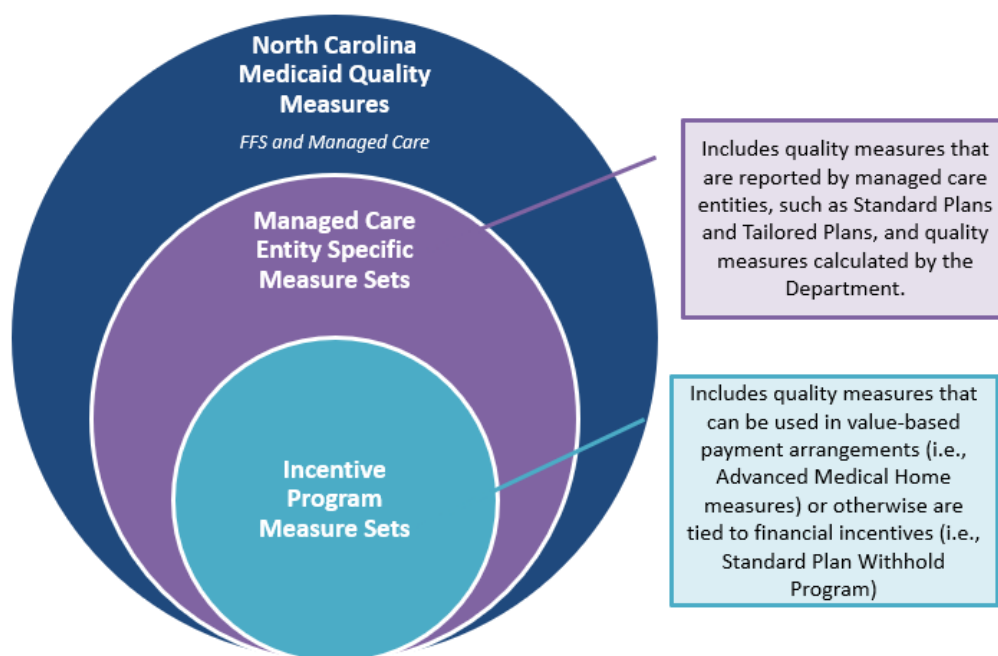 North Carolina
Medicaid Quality
Measures
FFS and Managed Care
Managed Care
Entity Specific
Measure Sets
Incentive
Program
Measure Sets
Includes quality measures that
are reported by managed care
entities, such as Standard Plans
and Tailored Plans, and quality
measures calculated by the
Department.
Includes quality measures that
can be used in value-based
payment arrangements (i.e.,
Advanced Medical Home
measures) or otherwise are
tied to financial incentives (i.e.,
Standard Plan Withhold
Program)